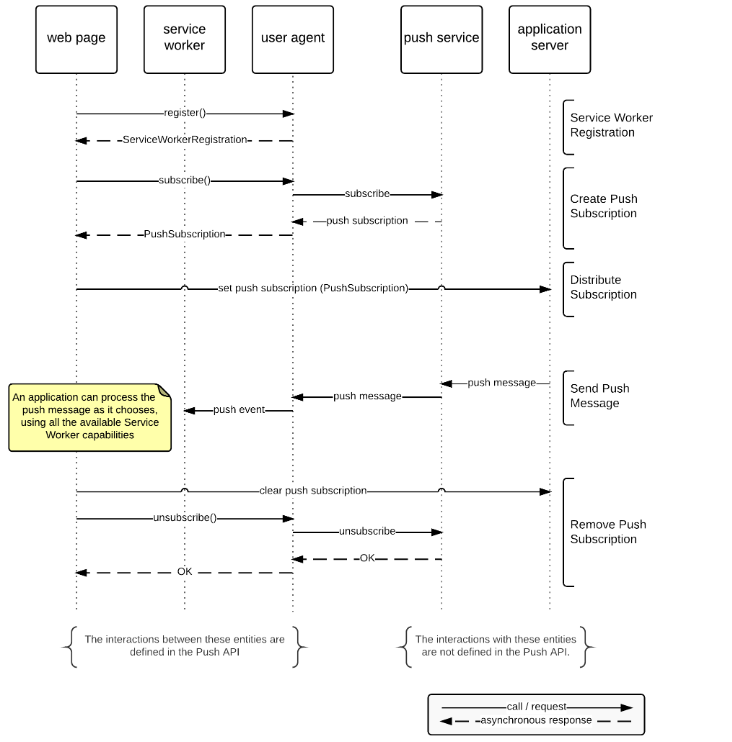 web page
service
worker
user agent
push service
application
server
register()
ServiceWorkerRegistration
Service Worker
Registration
subscribe()
subscribe
push subscription
PushSubscription
Create Push
Subscription
set push subscription (PushSubscription)
Distribute
Subscription
push message
push message
push event
Send Push
Message
An application can process the
push message as it chooses,
using all the available Service
Worker capabilities
clear push subscription
unsubscribe()
unsubscribe
OK
OK
Remove Push
Subscription
The interactions between these entities are
defined in the Push API
The interactions with these entities
are not defined in the Push API.
call / request
asynchronous response